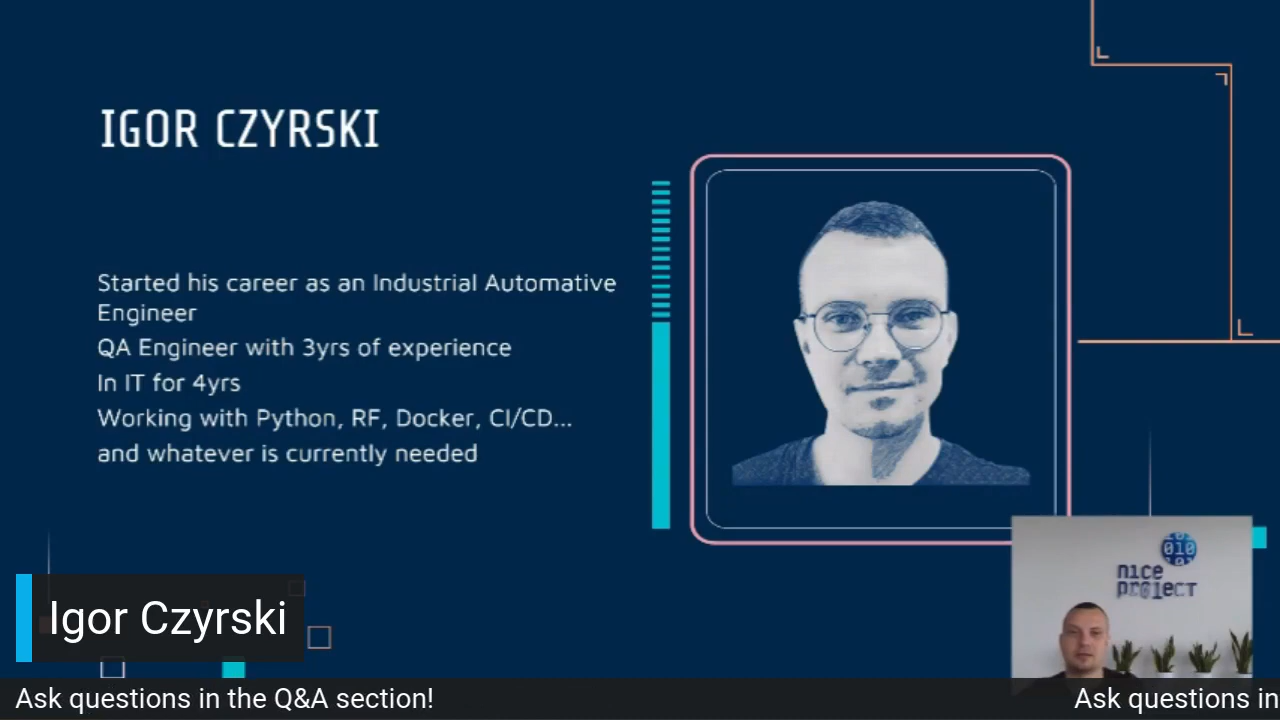 IGOR CZYRSKI
Started his career as an Industrial Automative
Engineer
QA Engineer with 3yrs of experience
In IT for 4yrs
Working with Python, RF, Docker, CI/CD...
and whatever is currently needed
010
nice
project
Igor Czyrski
Ask questions in the Q&A section!
Ask questions in